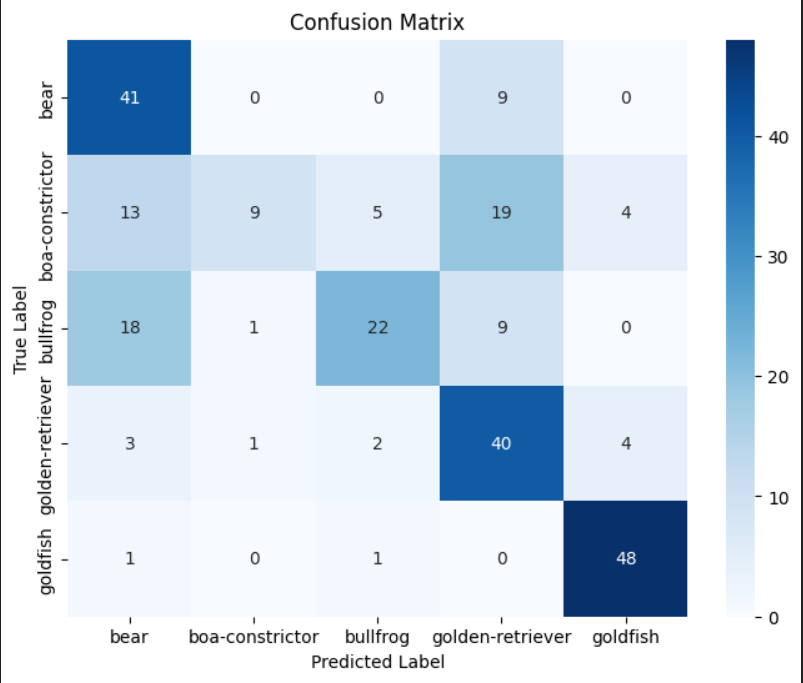 Confusion Matrix
True Label
bear
41 0 0 9 0
boa-constrictor
13 9 5 19 4
bullfrog
18 1 22 9 0
golden-retriever
3 1 2 40 4
goldfish
1 0 1 0 48
bear boa-constrictor bullfrog golden-retriever goldfish
Predicted Label
40
30
20
10
0